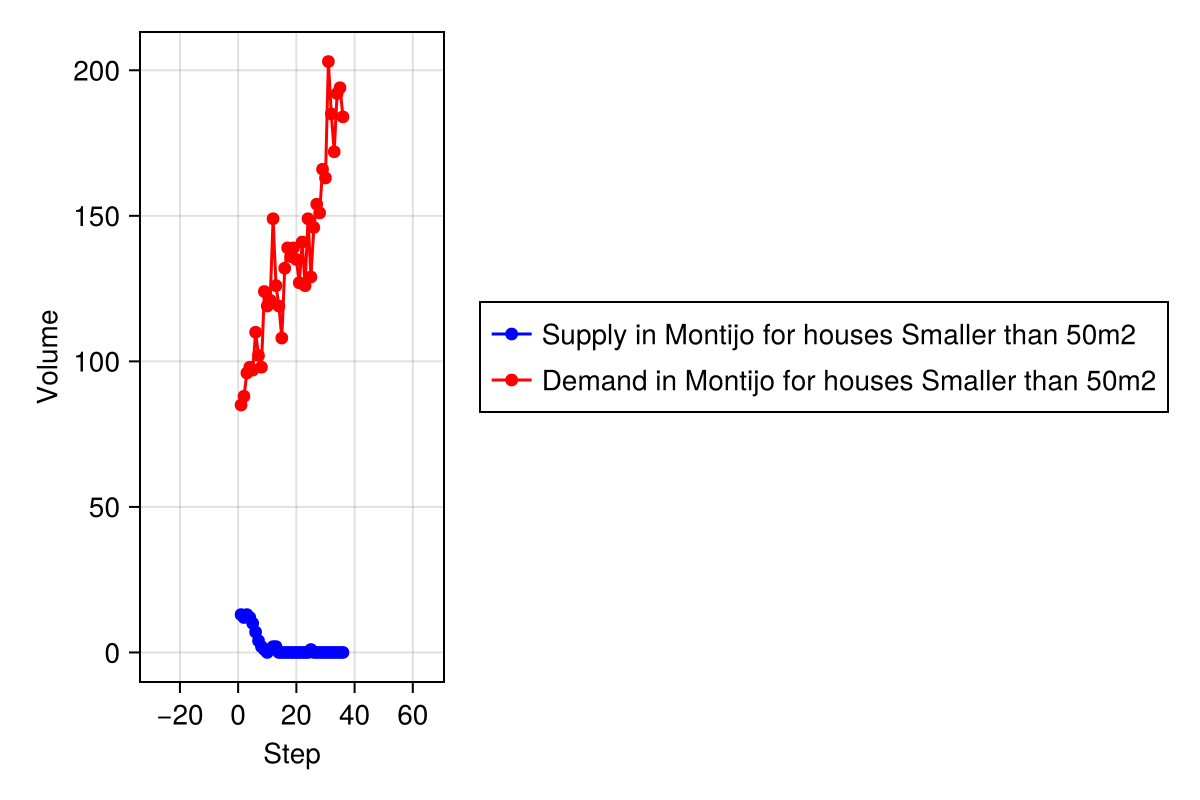 200
150
100
50
0
Volume
−20 0 20 40 60
Step
Supply in Montijo for houses Smaller than 50m2
Demand in Montijo for houses Smaller than 50m2